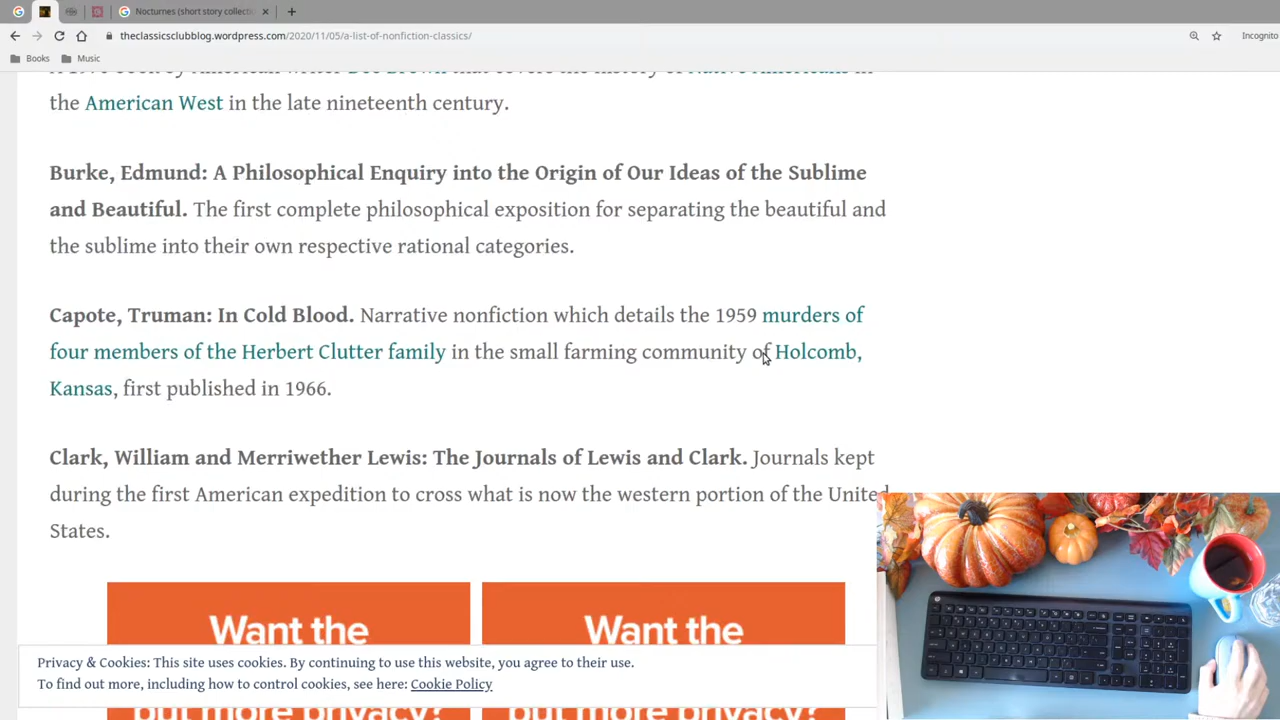 Nocturnes (short story collecti
theclassicsclubblog.wordpress.com/2020/11/05/a-list-of-nonfiction-classics/
Incognito
Books
Music
the American West in the late nineteenth century.
Burke, Edmund: A Philosophical Enquiry into the Origin of Our Ideas of the Sublime
and Beautiful. The first complete philosophical exposition for separating the beautiful and
the sublime into their own respective rational categories.
Capote, Truman: In Cold Blood. Narrative nonfiction which details the 1959 murders of
four members of the Herbert Clutter family in the small farming community of Holcomb,
Kansas, first published in 1966.
Clark, William and Merriwether Lewis: The Journals of Lewis and Clark. Journals kept
during the first American expedition to cross what is now the western portion of the United
States.
Want the
Want the
Privacy & Cookies: This site uses cookies. By continuing to use this website, you agree to their use.
To find out more, including how to control cookies, see here: Cookie Policy
but more privacy?
but more privacy?